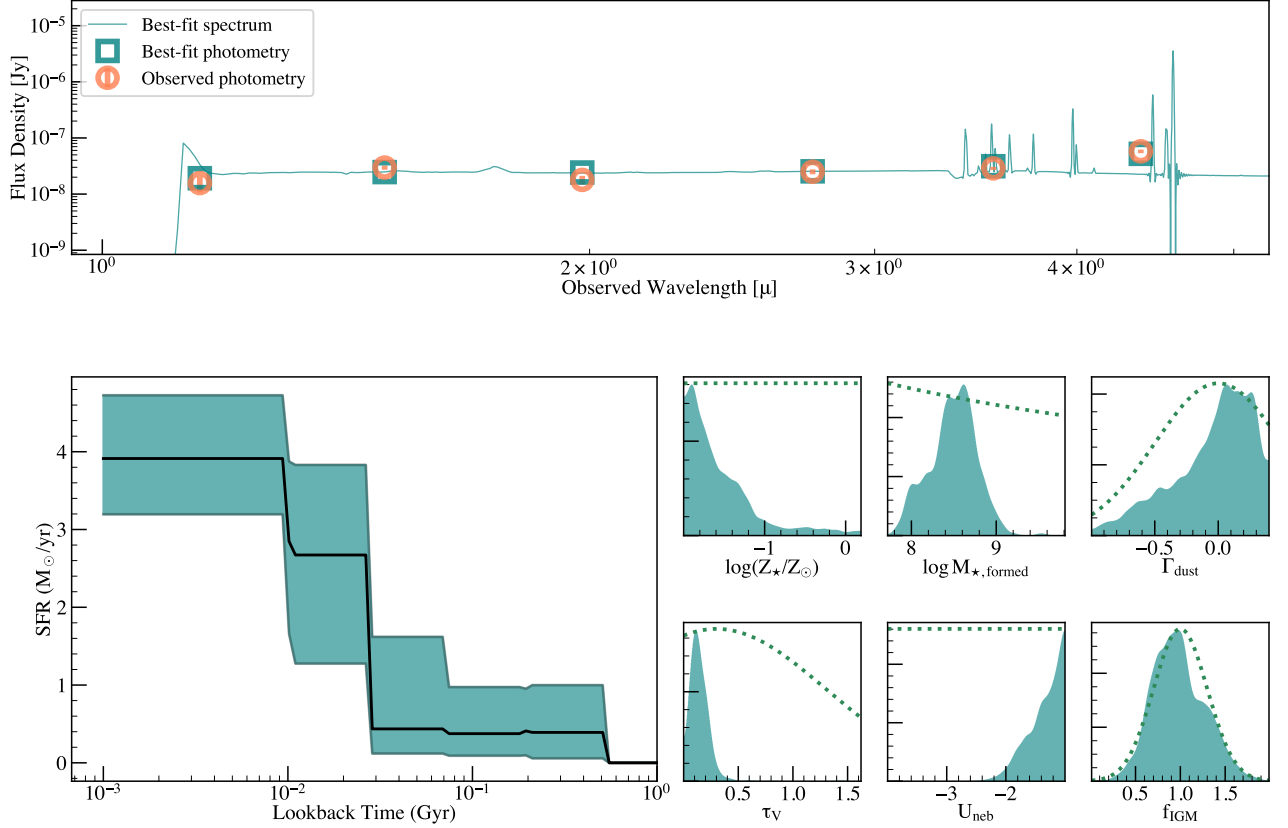 10⁻⁵
10⁻⁶
10⁻⁷
10⁻⁸
10⁻⁹
Flux Density [Jy]
Best-fit spectrum
Best-fit photometry
Observed photometry
10⁰
2 × 10⁰
3 × 10⁰
4 × 10⁰
Observed Wavelength [μ]
4
3
2
1
0
SFR (M⊙/yr)
10⁻³
10⁻²
10⁻¹
10⁰
Lookback Time (Gyr)
−1
0
log(Z⋆/Z⊙)
8
9
log M⋆,formed
−0.5
0.0
Γdust
0.5
1.0
1.5
τV
−3
−2
Uneb
0.5
1.0
1.5
fIGM